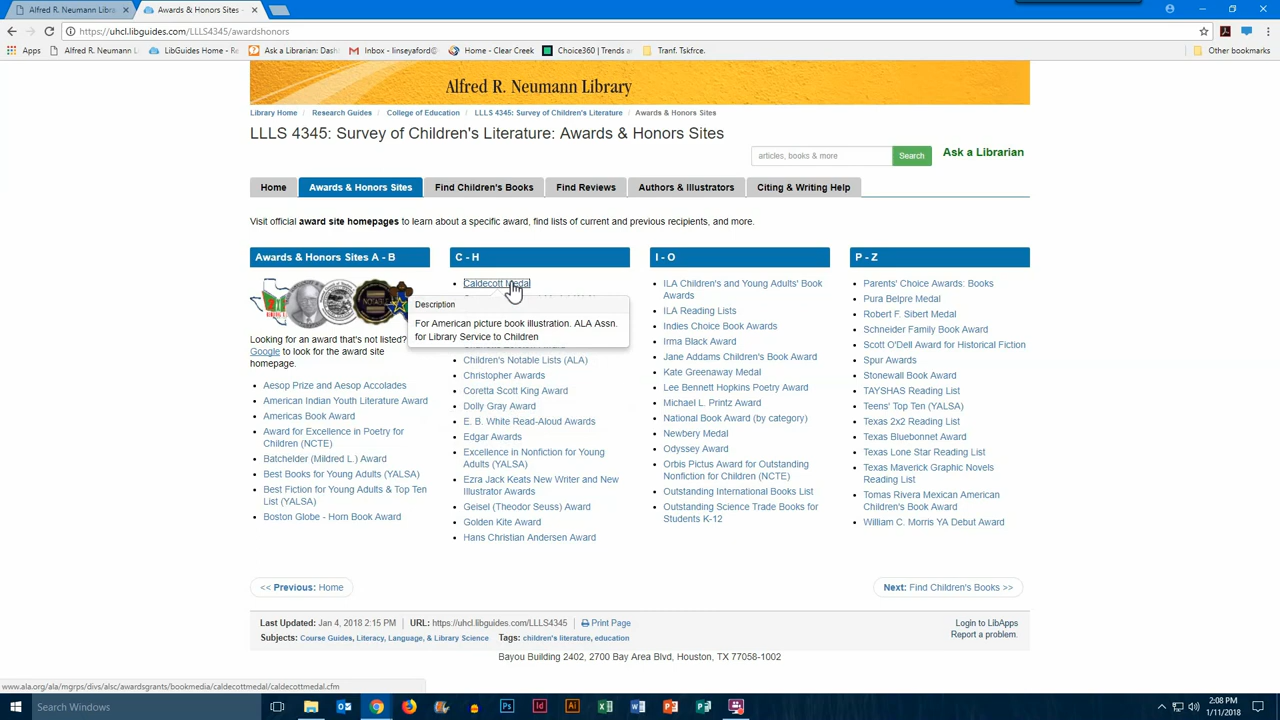 Alfred R. Neumann Libra
Awards & Honors Sites -
https://uhcl.libguides.com/LLLS4345/awardshonors
Apps
Alfred R. Neumann L
LibGuides Home - Re
Ask a Librarian: Dash
Inbox - linseyaford@
Home - Clear Creek
Choice360 | Trends a
Tranf. Tskfrce.
Other bookmarks
Alfred R. Neumann Library
Library Home / Research Guides / College of Education / LLLS 4345: Survey of Children's Literature / Awards & Honors Sites
LLLS 4345: Survey of Children's Literature: Awards & Honors Sites
articles, books & more
Search
Ask a Librarian
Home
Awards & Honors Sites
Find Children's Books
Find Reviews
Authors & Illustrators
Citing & Writing Help
Visit official award site homepages to learn about a specific award, find lists of current and previous recipients, and more.
Awards & Honors Sites A - B
Looking for an award that's not listed?
Google to look for the award site
homepage.
Aesop Prize and Aesop Accolades
American Indian Youth Literature Award
Americas Book Award
Award for Excellence in Poetry for
Children (NCTE)
Batchelder (Mildred L.) Award
Best Books for Young Adults (YALSA)
Best Fiction for Young Adults & Top Ten
List (YALSA)
Boston Globe - Horn Book Award
C - H
Caldecott Medal
Description
For American picture book illustration. ALA Assn.
for Library Service to Children
Children's Notable Lists (ALA)
Christopher Awards
Coretta Scott King Award
Dolly Gray Award
E. B. White Read-Aloud Awards
Edgar Awards
Excellence in Nonfiction for Young
Adults (YALSA)
Ezra Jack Keats New Writer and New
Illustrator Awards
Geisel (Theodor Seuss) Award
Golden Kite Award
Hans Christian Andersen Award
I - O
ILA Children's and Young Adults' Book
Awards
ILA Reading Lists
Indies Choice Book Awards
Irma Black Award
Jane Addams Children's Book Award
Kate Greenaway Medal
Lee Bennett Hopkins Poetry Award
Michael L. Printz Award
National Book Award (by category)
Newbery Medal
Odyssey Award
Orbis Pictus Award for Outstanding
Nonfiction for Children (NCTE)
Outstanding International Books List
Outstanding Science Trade Books for
Students K-12
P - Z
Parents' Choice Awards: Books
Pura Belpre Medal
Robert F. Sibert Medal
Schneider Family Book Award
Scott O'Dell Award for Historical Fiction
Spur Awards
Stonewall Book Award
TAYSHAS Reading List
Teens' Top Ten (YALSA)
Texas 2x2 Reading List
Texas Bluebonnet Award
Texas Lone Star Reading List
Texas Maverick Graphic Novels
Reading List
Tomas Rivera Mexican American
Children's Book Award
William C. Morris YA Debut Award
<< Previous: Home
Next: Find Children's Books >>
Last Updated: Jan 4, 2018 2:15 PM
URL: https://uhcl.libguides.com/LLLS4345
Print Page
Login to LibApps
Subjects: Course Guides, Literacy, Language, & Library Science
Tags: children's literature, education
Report a problem.
Bayou Building 2402, 2700 Bay Area Blvd, Houston, TX 77058-1002
www.ala.org/ala/mgrps/divs/alsc/awardsgrants/bookmedia/caldecottmedal/caldecottmedal.cfm
Search Windows
2:08 PM
1/11/2018